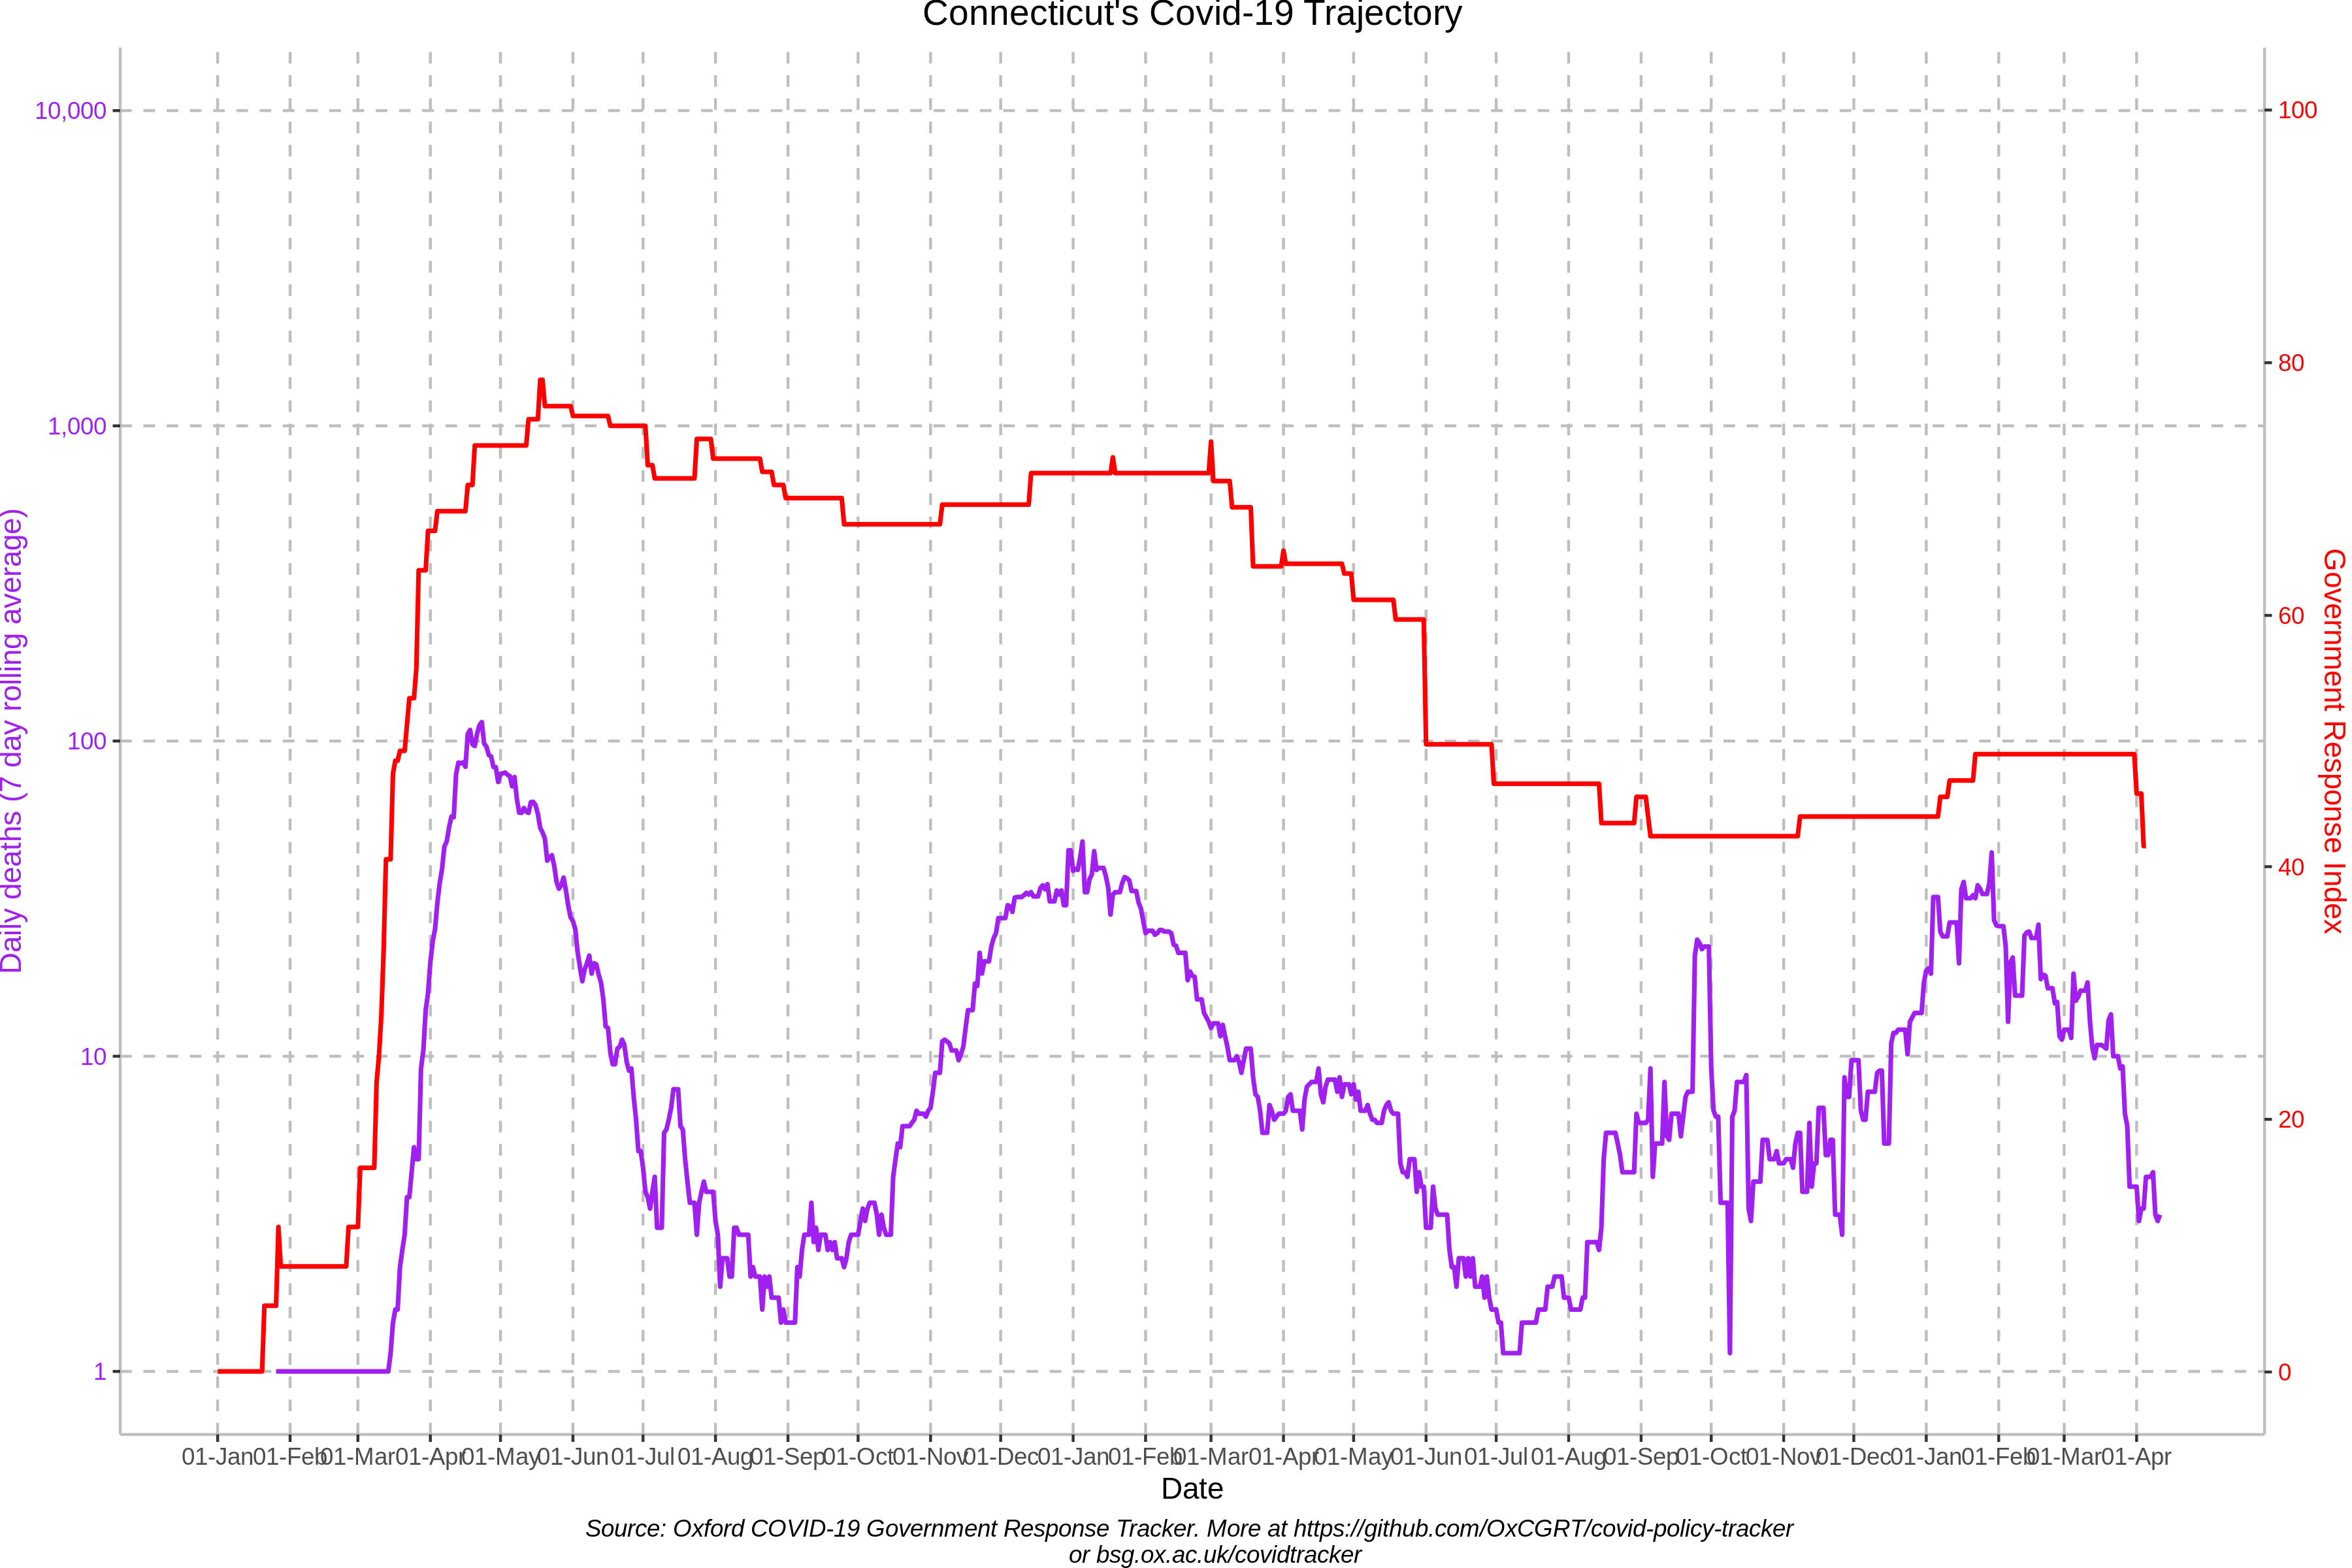 Connecticut's Covid-19 Trajectory
10,000
1,000
100
10
1
Daily deaths (7 day rolling average)
100
80
60
40
20
0
Government Response Index
01-Jan 01-Feb 01-Mar 01-Apr 01-May 01-Jun 01-Jul 01-Aug 01-Sep 01-Oct 01-Nov 01-Dec 01-Jan 01-Feb 01-Mar 01-Apr 01-May 01-Jun 01-Jul 01-Aug 01-Sep 01-Oct 01-Nov 01-Dec 01-Jan 01-Feb 01-Mar 01-Apr
Date
Source: Oxford COVID-19 Government Response Tracker. More at https://github.com/OxCGRT/covid-policy-tracker
or bsg.ox.ac.uk/covidtracker